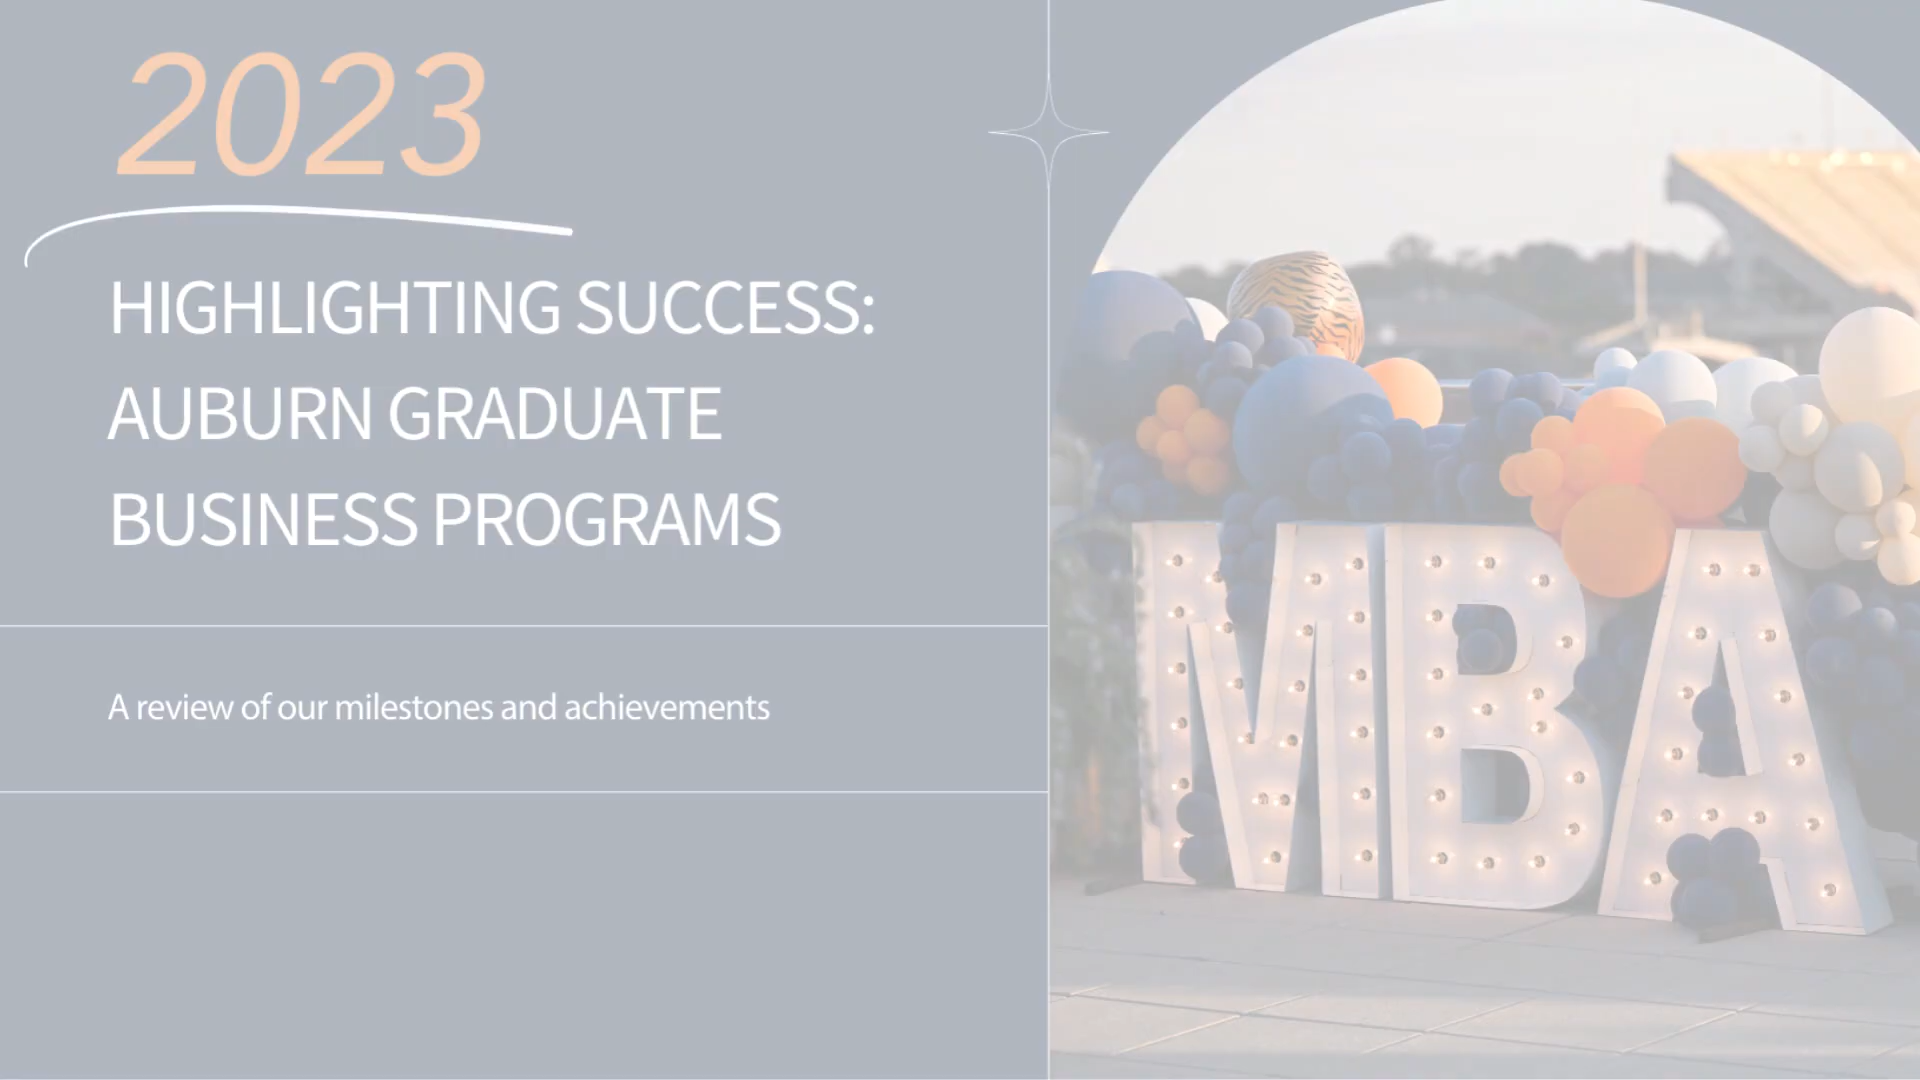 2023
HIGHLIGHTING SUCCESS:
AUBURN GRADUATE
BUSINESS PROGRAMS
A review of our milestones and achievements
MBA